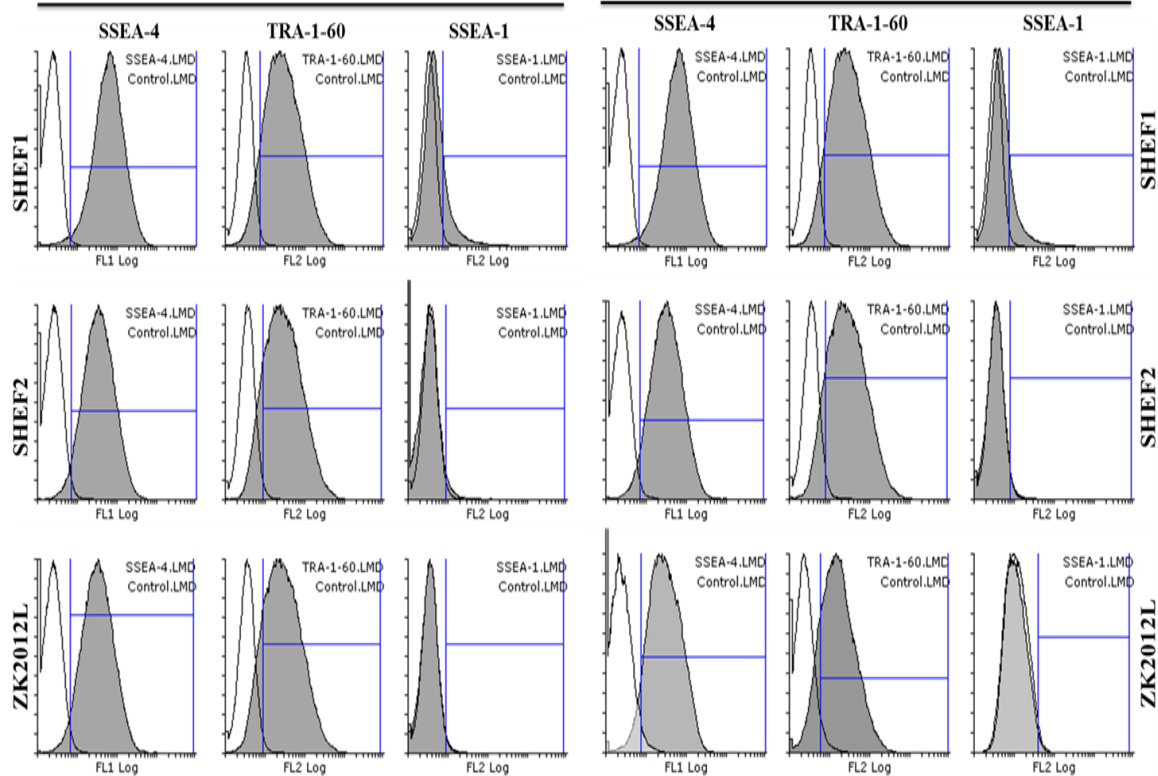 SSEA-4 TRA-1-60 SSEA-1 SSEA-4 TRA-1-60 SSEA-1
SHEF1
SSEA-4.LMD
Control.LMD
FL1 Log
TRA-1-60.LMD
Control.LMD
FL2 Log
SSEA-1.LMD
Control.LMD
FL2 Log
SSEA-4.LMD
Control.LMD
FL1 Log
TRA-1-60.LMD
Control.LMD
FL2 Log
SSEA-1.LMD
Control.LMD
FL2 Log
SHEF1
SHEF2
SSEA-4.LMD
Control.LMD
FL1 Log
TRA-1-60.LMD
Control.LMD
FL2 Log
SSEA-1.LMD
Control.LMD
FL2 Log
SSEA-4.LMD
Control.LMD
FL1 Log
TRA-1-60.LMD
Control.LMD
FL2 Log
SSEA-1.LMD
Control.LMD
FL2 Log
SHEF2
ZK2012L
SSEA-4.LMD
Control.LMD
FL1 Log
TRA-1-60.LMD
Control.LMD
FL2 Log
SSEA-1.LMD
Control.LMD
FL2 Log
SSEA-4.LMD
Control.LMD
FL1 Log
TRA-1-60.LMD
Control.LMD
FL2 Log
SSEA-1.LMD
Control.LMD
FL2 Log
ZK2012L